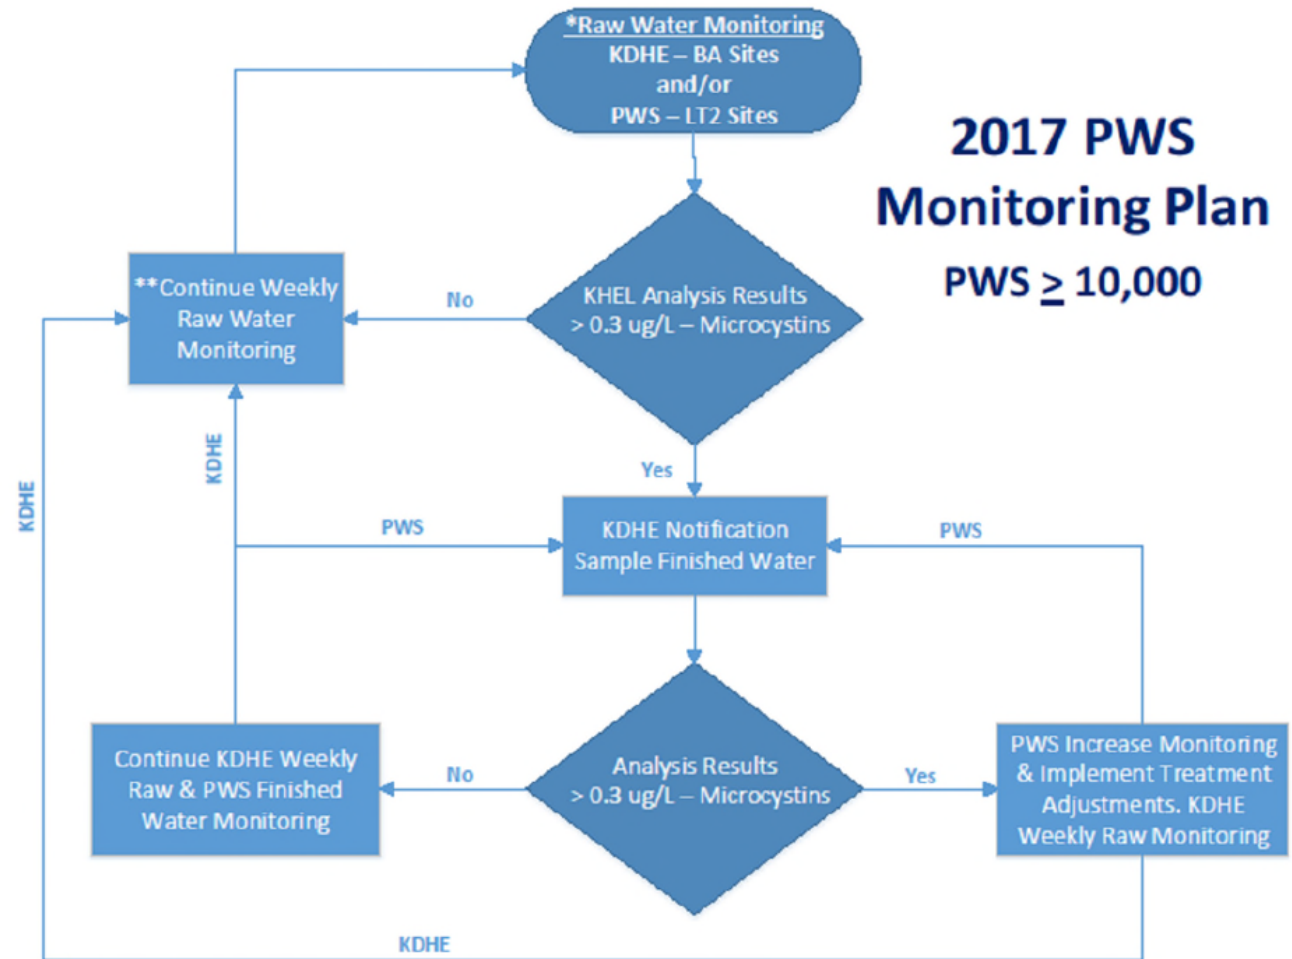 *Raw Water Monitoring
KDHE – BA Sites
and/or
PWS – LT2 Sites
2017 PWS
Monitoring Plan
PWS ≥ 10,000
**Continue Weekly
Raw Water
Monitoring
No
KHEL Analysis Results
> 0.3 ug/L – Microcystins
KDHE
KDHE
Yes
PWS
KDHE Notification
Sample Finished Water
PWS
Continue KDHE Weekly
Raw & PWS Finished
Water Monitoring
No
Analysis Results
> 0.3 ug/L – Microcystins
Yes
PWS Increase Monitoring
& Implement Treatment
Adjustments. KDHE
Weekly Raw Monitoring
KDHE